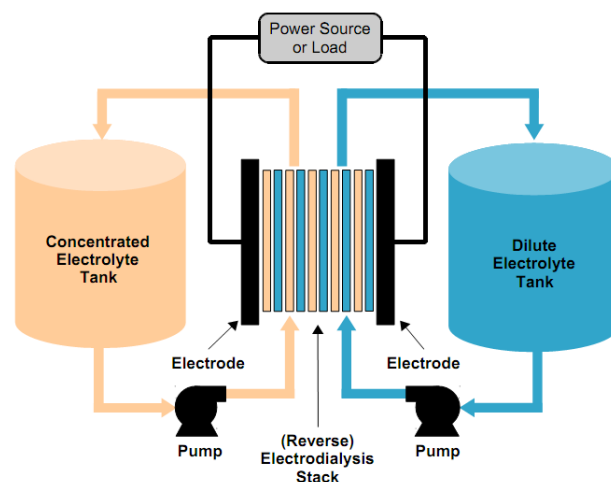 Power Source
or Load
Concentrated
Electrolyte
Tank
Dilute
Electrolyte
Tank
Electrode
Electrode
Pump
(Reverse)
Electrodialysis
Stack
Pump